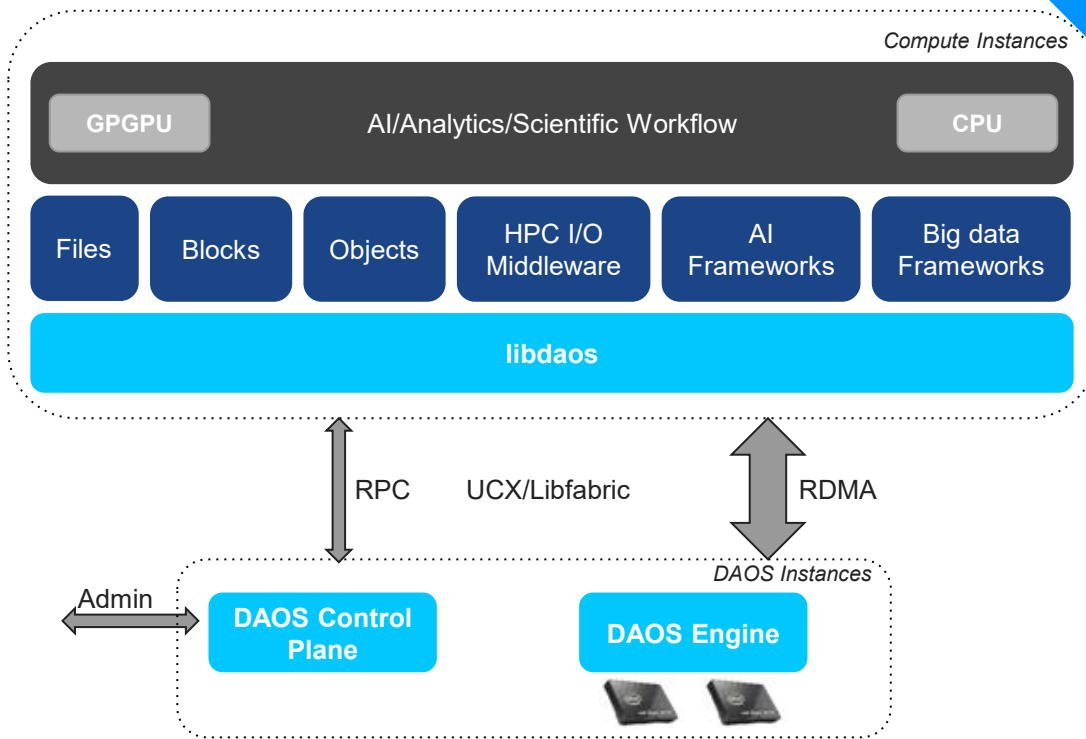 Compute Instances
GPGPU
AI/Analytics/Scientific Workflow
CPU
Files
Blocks
Objects
HPC I/O
Middleware
AI
Frameworks
Big data
Frameworks
libdaos
RPC
UCX/Libfabric
RDMA
DAOS Instances
Admin
DAOS Control
Plane
DAOS Engine